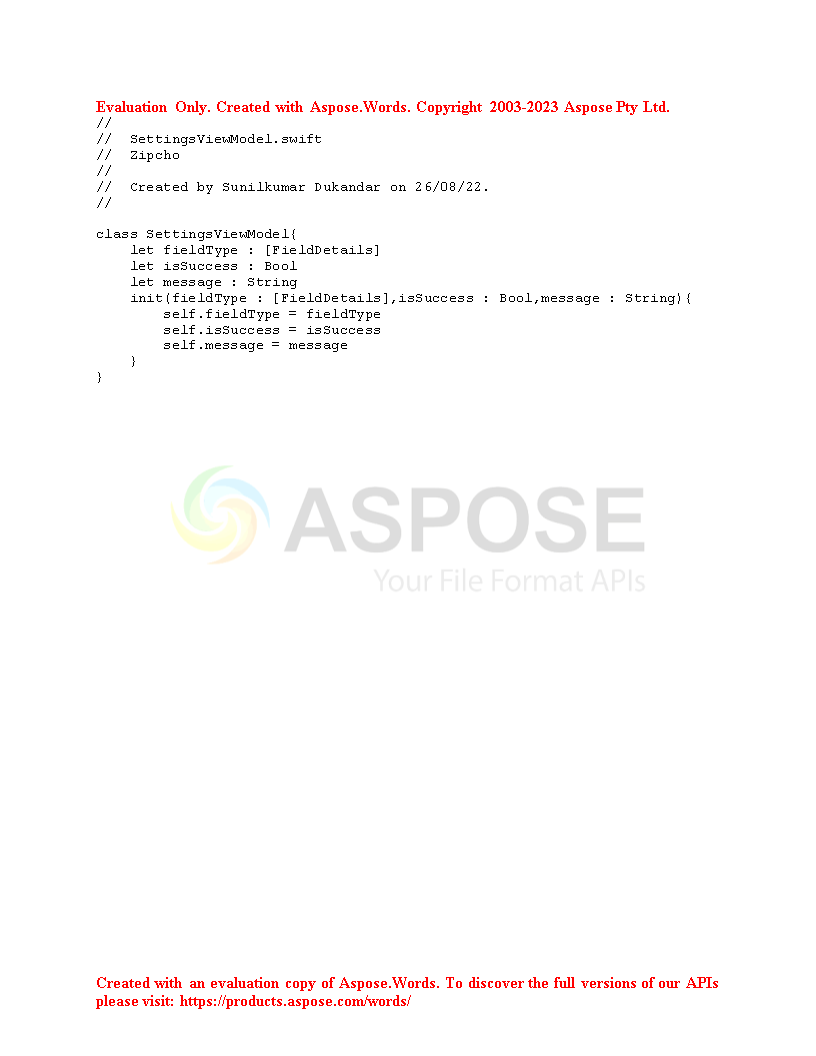 Evaluation Only. Created with Aspose.Words. Copyright 2003-2023 Aspose Pty Ltd.
//
//  SettingsViewModel.swift
//  Zipcho
//
//  Created by Sunilkumar Dukandar on 26/08/22.
//
class SettingsViewModel{
    let fieldType : [FieldDetails]
    let isSuccess : Bool
    let message : String
    init(fieldType : [FieldDetails],isSuccess : Bool,message : String){
        self.fieldType = fieldType
        self.isSuccess = isSuccess
        self.message = message
    }
}
ASPOSE
Your File Format APIs
Created with an evaluation copy of Aspose.Words. To discover the full versions of our APIs
please visit: https://products.aspose.com/words/